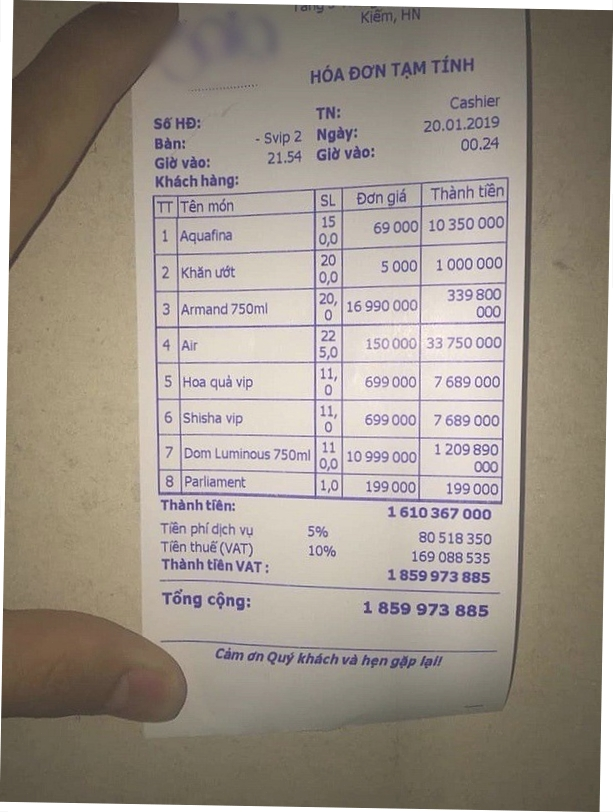 Kiếm, HN
HÓA ĐƠN TẠM TÍNH
Số HĐ: TN: Cashier
Bàn: - Svip 2 Ngày: 20.01.2019
Giờ vào: 21.54 Giờ vào: 00.24
Khách hàng:
TT Tên món SL Đơn giá Thành tiền
1 Aquafina 15 0,0 69 000 10 350 000
2 Khăn ướt 20 0,0 5 000 1 000 000
3 Armand 750ml 20, 0 16 990 000 339 800 000
4 Air 22 5,0 150 000 33 750 000
5 Hoa quả vip 11, 0 699 000 7 689 000
6 Shisha vip 11, 0 699 000 7 689 000
7 Dom Luminous 750ml 11 0,0 10 999 000 1 209 890 000
8 Parliament 1,0 199 000 199 000
Thành tiền: 1 610 367 000
Tiền phí dịch vụ 5% 80 518 350
Tiền thuế (VAT) 10% 169 088 535
Thành tiền VAT : 1 859 973 885
Tổng cộng: 1 859 973 885
Cảm ơn Quý khách và hẹn gặp lại!